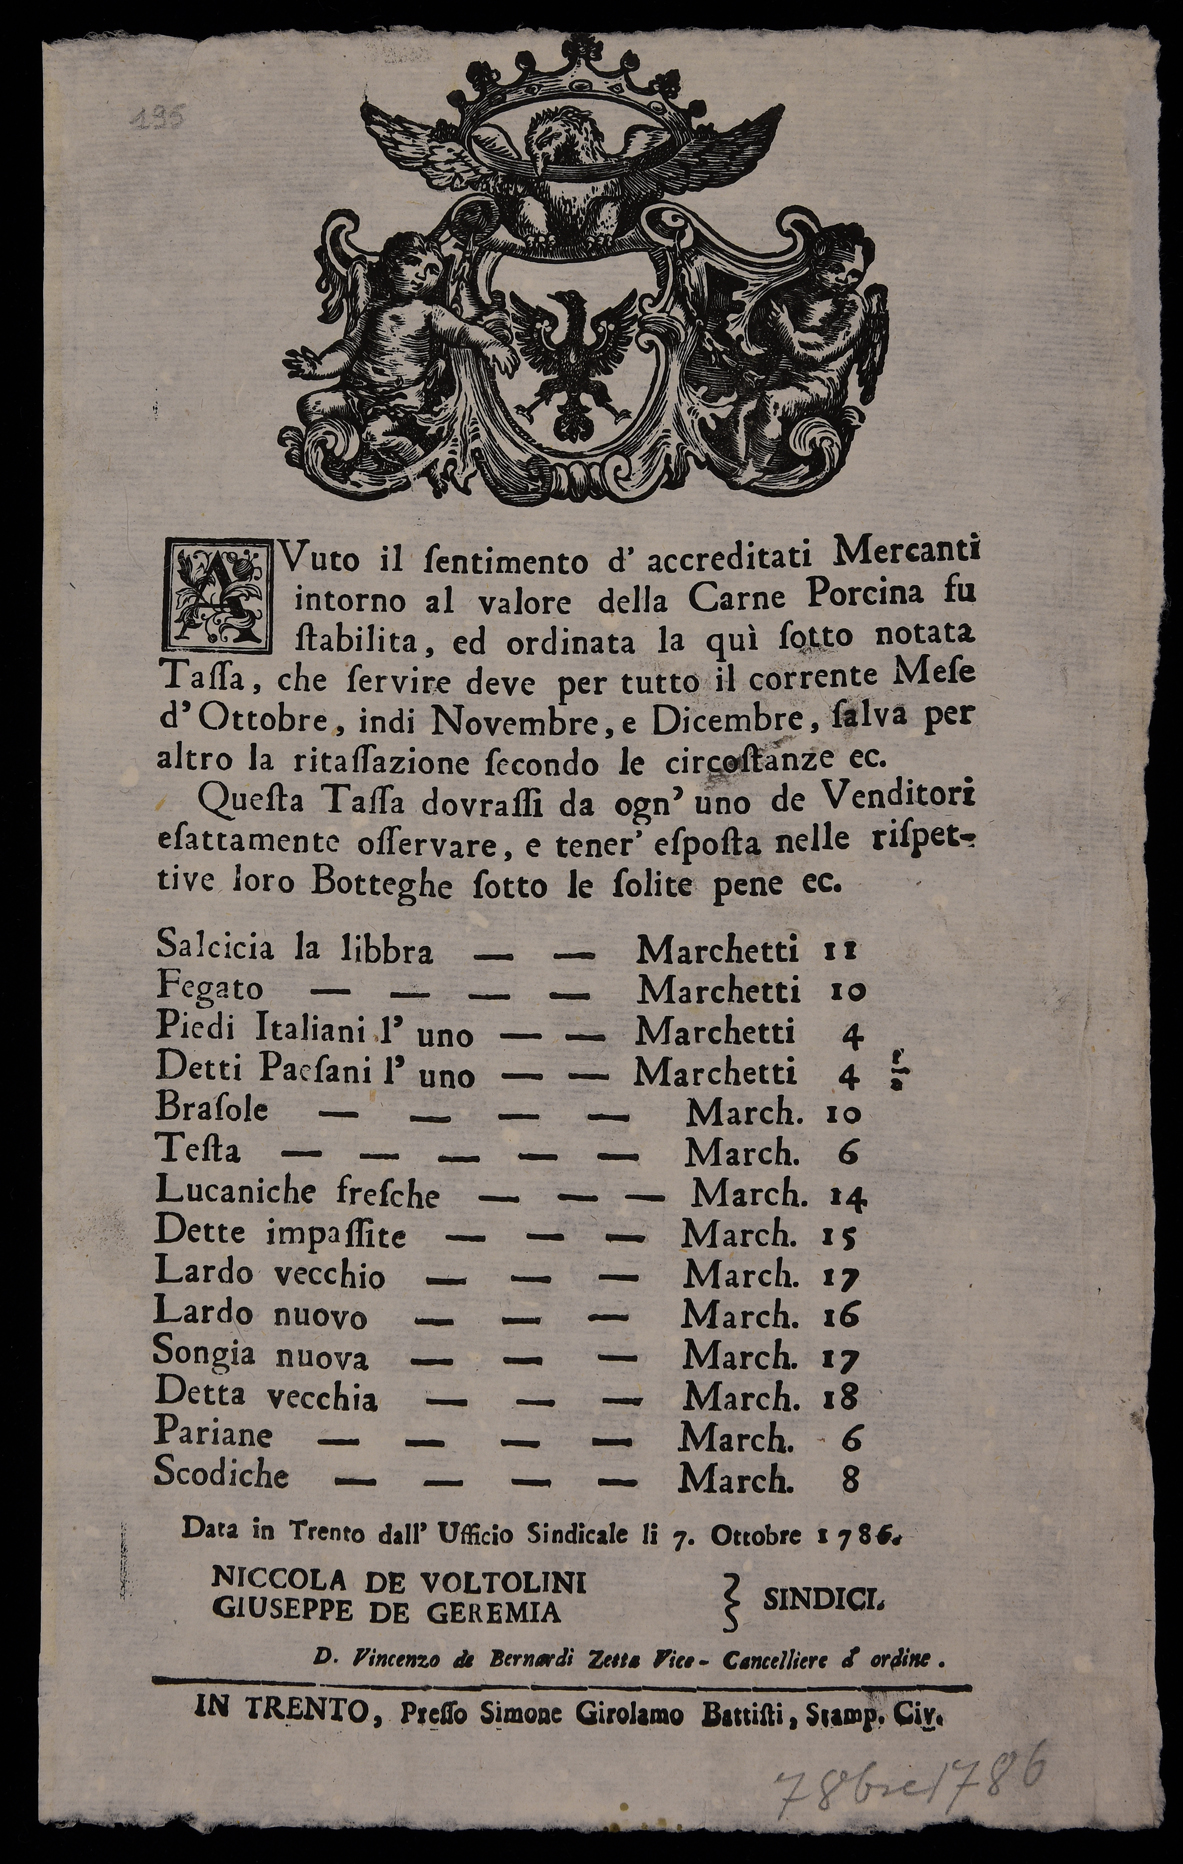 195
AVuto il ſentimento d' accreditati Mercanti
intorno al valore della Carne Porcina fu
ſtabilita, ed ordinata la quì ſotto notata
Taſſa, che ſervire deve per tutto il corrente Meſe
d' Ottobre, indi Novembre, e Dicembre, ſalva per
altro la ritaſſazione ſecondo le circoſtanze ec.
Queſta Taſſa dovraſſi da ogn' uno de Venditori
eſattamente oſſervare, e tener' eſpoſta nelle riſpet-
tive loro Botteghe ſotto le ſolite pene ec.
Salcicia la libbra — — Marchetti 11
Fegato — — — — Marchetti 10
Piedi Italiani l' uno — — Marchetti 4
Detti Paeſani l' uno — — Marchetti 4 1/2
Braſole — — — — March. 10
Teſta — — — — — March. 6
Lucaniche freſche — — — March. 14
Dette impaſſite — — — March. 15
Lardo vecchio — — — March. 17
Lardo nuovo — — — March. 16
Songia nuova — — — March. 17
Detta vecchia — — — March. 18
Pariane — — — — March. 6
Scodiche — — — — March. 8
Data in Trento dall' Ufficio Sindicale li 7. Ottobre 1786.
NICCOLA DE VOLTOLINI
GIUSEPPE DE GEREMIA } SINDICI.
D. Vincenzo de Bernardi Zetta Vice-Cancelliere d' ordine.
IN TRENTO, Preſſo Simone Girolamo Battiſti, Stamp. Civ.
7 8bre 1786